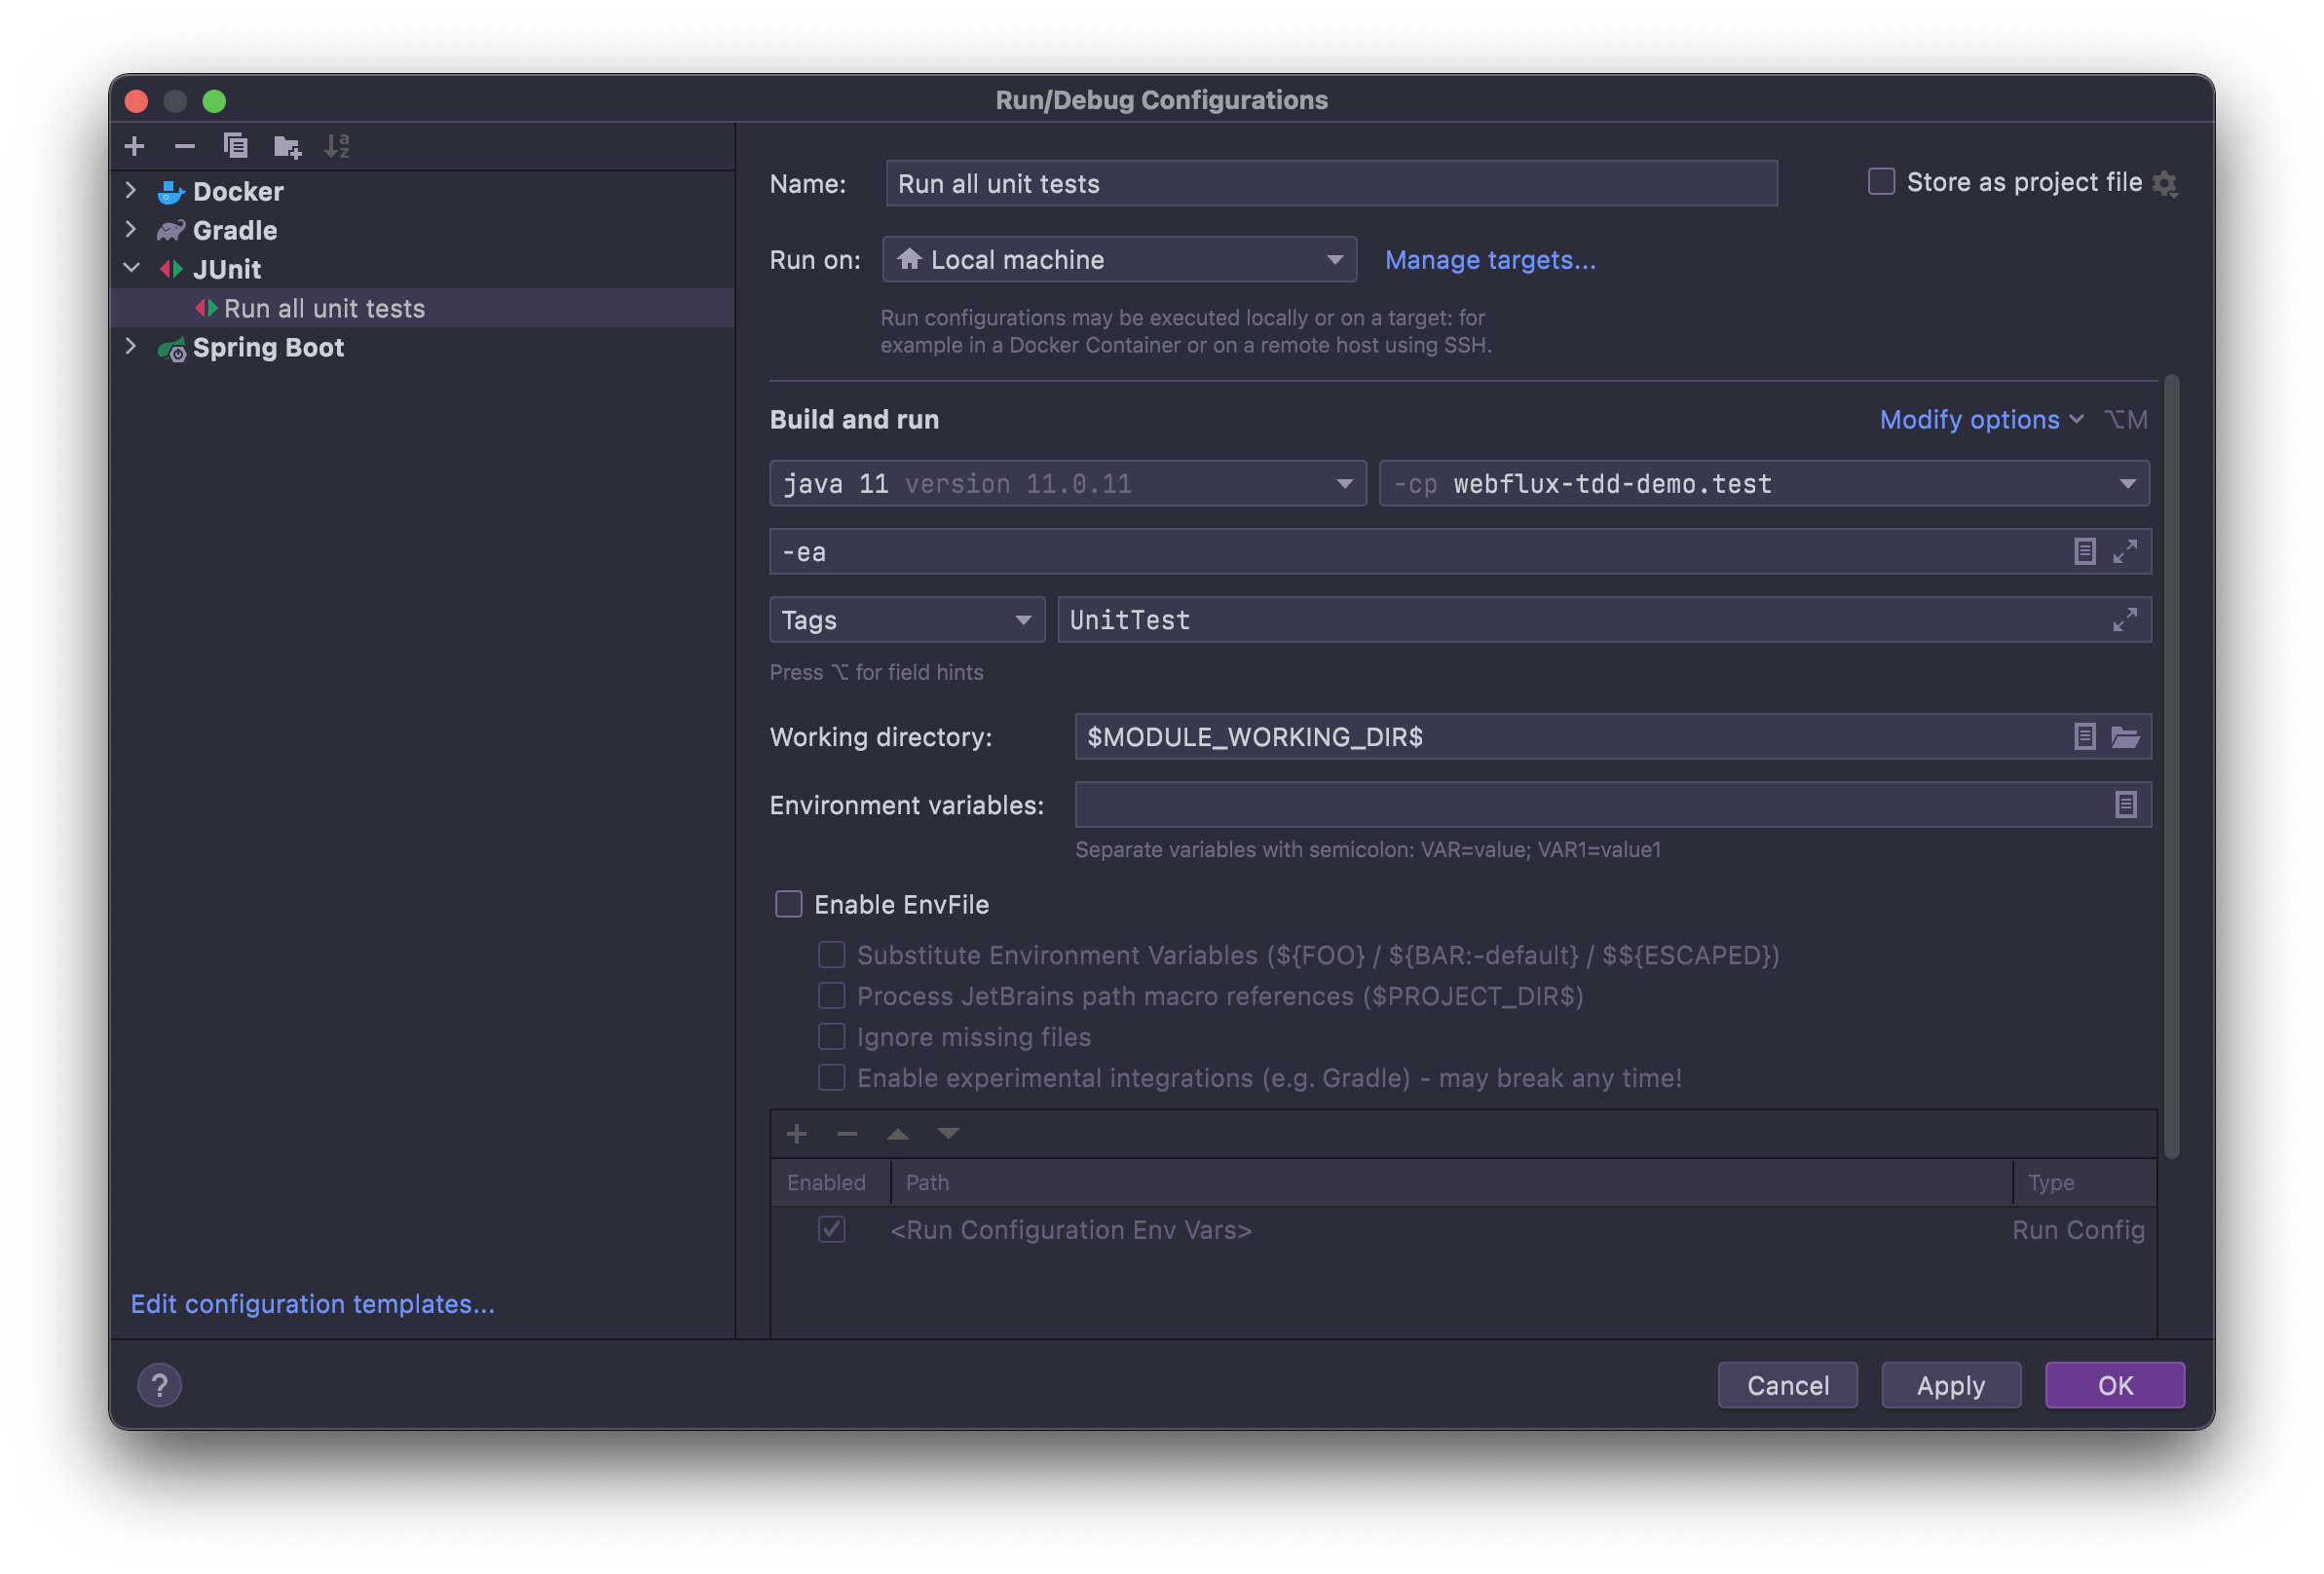 Run/Debug Configurations
Docker
Gradle
JUnit
Run all unit tests
Spring Boot
Edit configuration templates...
Name: Run all unit tests
Store as project file
Run on: Local machine Manage targets...
Run configurations may be executed locally or on a target: for
example in a Docker Container or on a remote host using SSH.
Build and run
Modify options ⌥M
java 11 version 11.0.11
-cp webflux-tdd-demo.test
-ea
Tags UnitTest
Press ⌥ for field hints
Working directory: $MODULE_WORKING_DIR$
Environment variables:
Separate variables with semicolon: VAR=value; VAR1=value1
Enable EnvFile
Substitute Environment Variables (${FOO} / ${BAR:-default} / $${ESCAPED})
Process JetBrains path macro references ($PROJECT_DIR$)
Ignore missing files
Enable experimental integrations (e.g. Gradle) - may break any time!
Enabled Path Type
<Run Configuration Env Vars> Run Config
? Cancel Apply OK